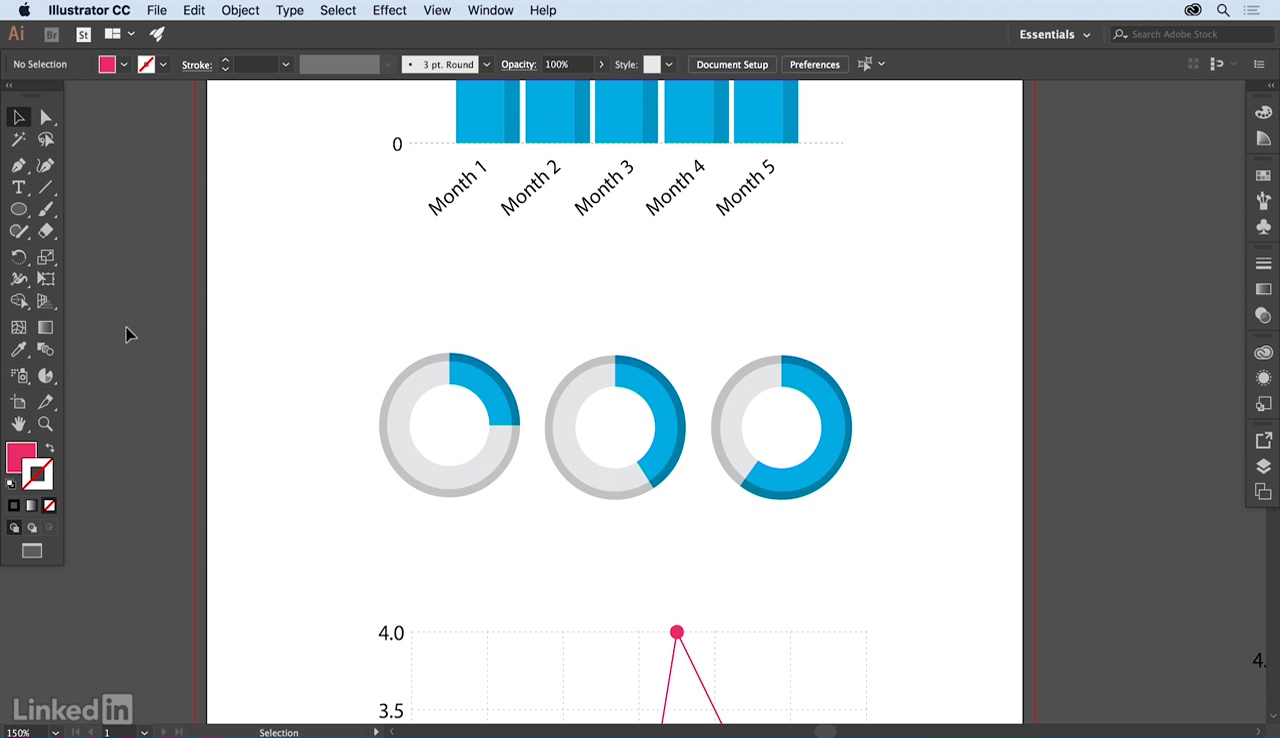 Illustrator CC File Edit Object Type Select Effect View Window Help
Ai Br St Essentials Search Adobe Stock
No Selection Stroke: 3 pt. Round Opacity: 100% Style: Document Setup Preferences
0
Month 1 Month 2 Month 3 Month 4 Month 5
4.0
4.
3.5
Linked in
150% 1 Selection